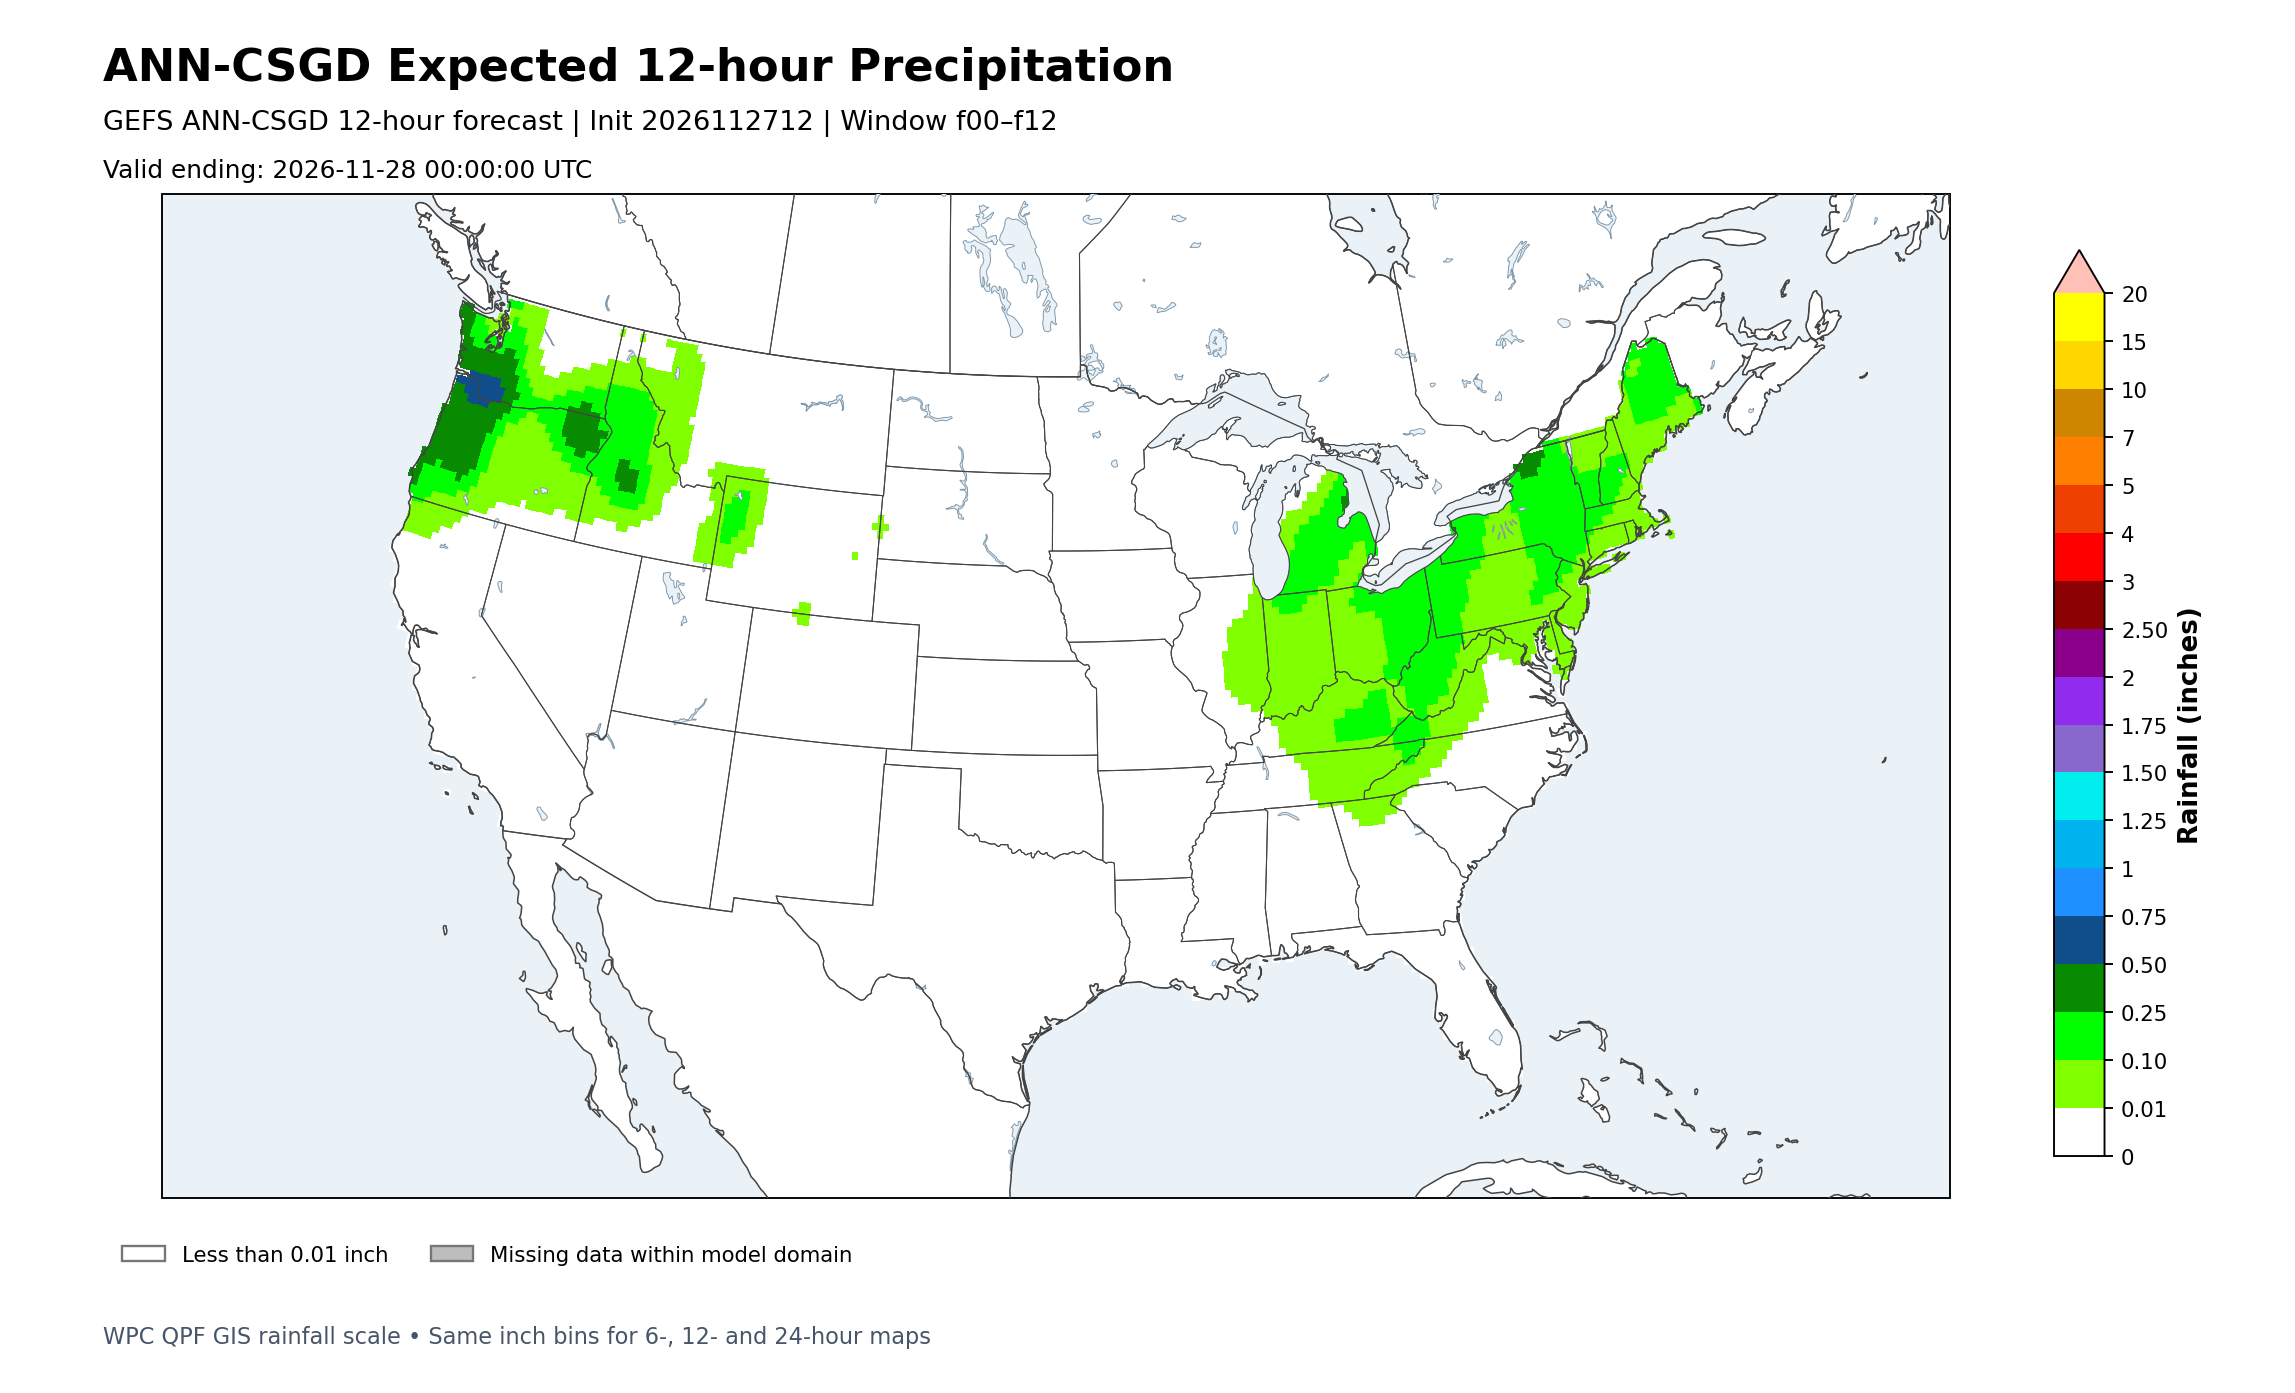 ANN-CSGD Expected 12-hour Precipitation
GEFS ANN-CSGD 12-hour forecast | Init 2026112712 | Window f00–f12
Valid ending: 2026-11-28 00:00:00 UTC
20
15
10
7
5
4
3
2.50
2
1.75
1.50
1.25
1
0.75
0.50
0.25
0.10
0.01
0
Rainfall (inches)
Less than 0.01 inch
Missing data within model domain
WPC QPF GIS rainfall scale • Same inch bins for 6-, 12- and 24-hour maps